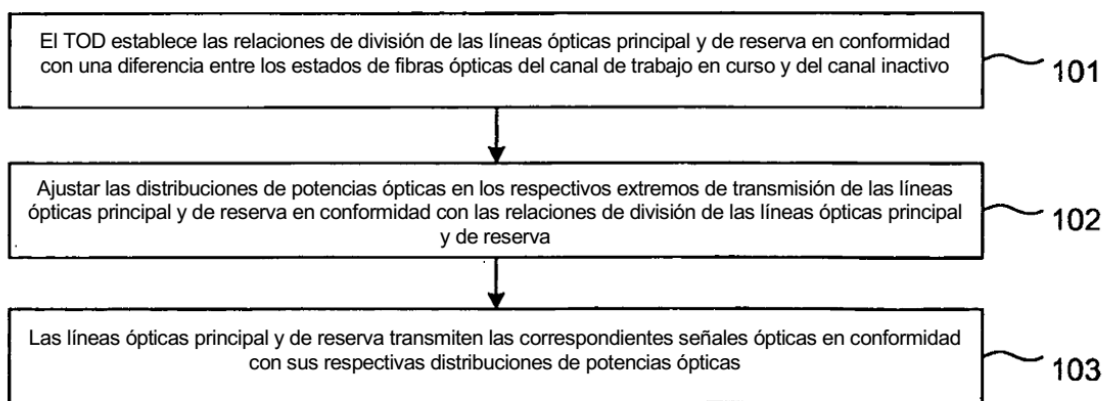 El TOD establece las relaciones de división de las líneas ópticas principal y de reserva en conformidad
con una diferencia entre los estados de fibras ópticas del canal de trabajo en curso y del canal inactivo
101
Ajustar las distribuciones de potencias ópticas en los respectivos extremos de transmisión de las líneas
ópticas principal y de reserva en conformidad con las relaciones de división de las líneas ópticas principal
y de reserva
102
Las líneas ópticas principal y de reserva transmiten las correspondientes señales ópticas en conformidad
con sus respectivas distribuciones de potencias ópticas
103